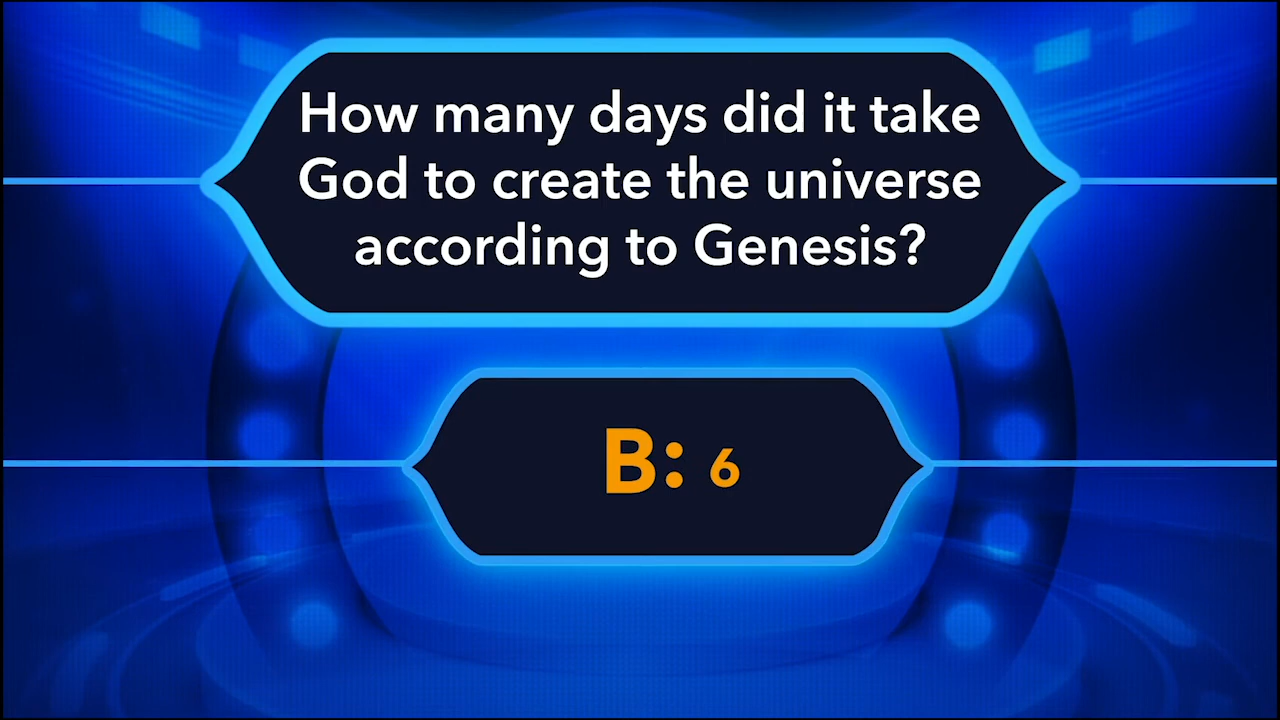 How many days did it take
God to create the universe
according to Genesis?
B: 6